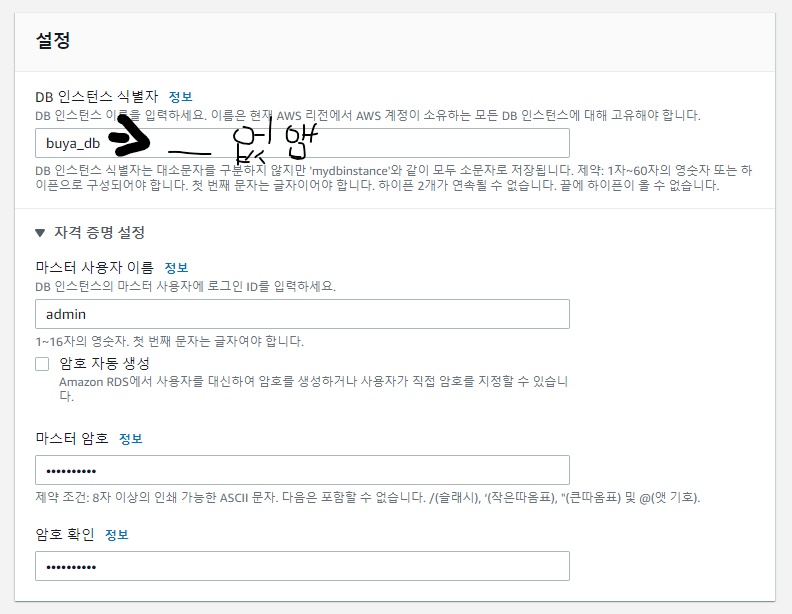 설정
DB 인스턴스 식별자 정보
DB 인스턴스 이름을 입력하세요. 이름은 현재 AWS 리전에서 AWS 계정이 소유하는 모든 DB 인스턴스에 대해 고유해야 합니다.
buya_db
_ 없앰
DB 인스턴스 식별자는 대소문자를 구분하지 않지만 'mydbinstance'와 같이 모두 소문자로 저장됩니다. 제약: 1자~60자의 영숫자 또는 하
이픈으로 구성되어야 합니다. 첫 번째 문자는 글자이어야 합니다. 하이픈 2개가 연속될 수 없습니다. 끝에 하이픈이 올 수 없습니다.
▼ 자격 증명 설정
마스터 사용자 이름 정보
DB 인스턴스의 마스터 사용자에 로그인 ID를 입력하세요.
admin
1~16자의 영숫자. 첫 번째 문자는 글자여야 합니다.
암호 자동 생성
Amazon RDS에서 사용자를 대신하여 암호를 생성하거나 사용자가 직접 암호를 지정할 수 있습니
다.
마스터 암호 정보
••••••••••
제약 조건: 8자 이상의 인쇄 가능한 ASCII 문자. 다음은 포함할 수 없습니다. /(슬래시), '(작은따옴표), "(큰따옴표) 및 @(앳 기호).
암호 확인 정보
••••••••••